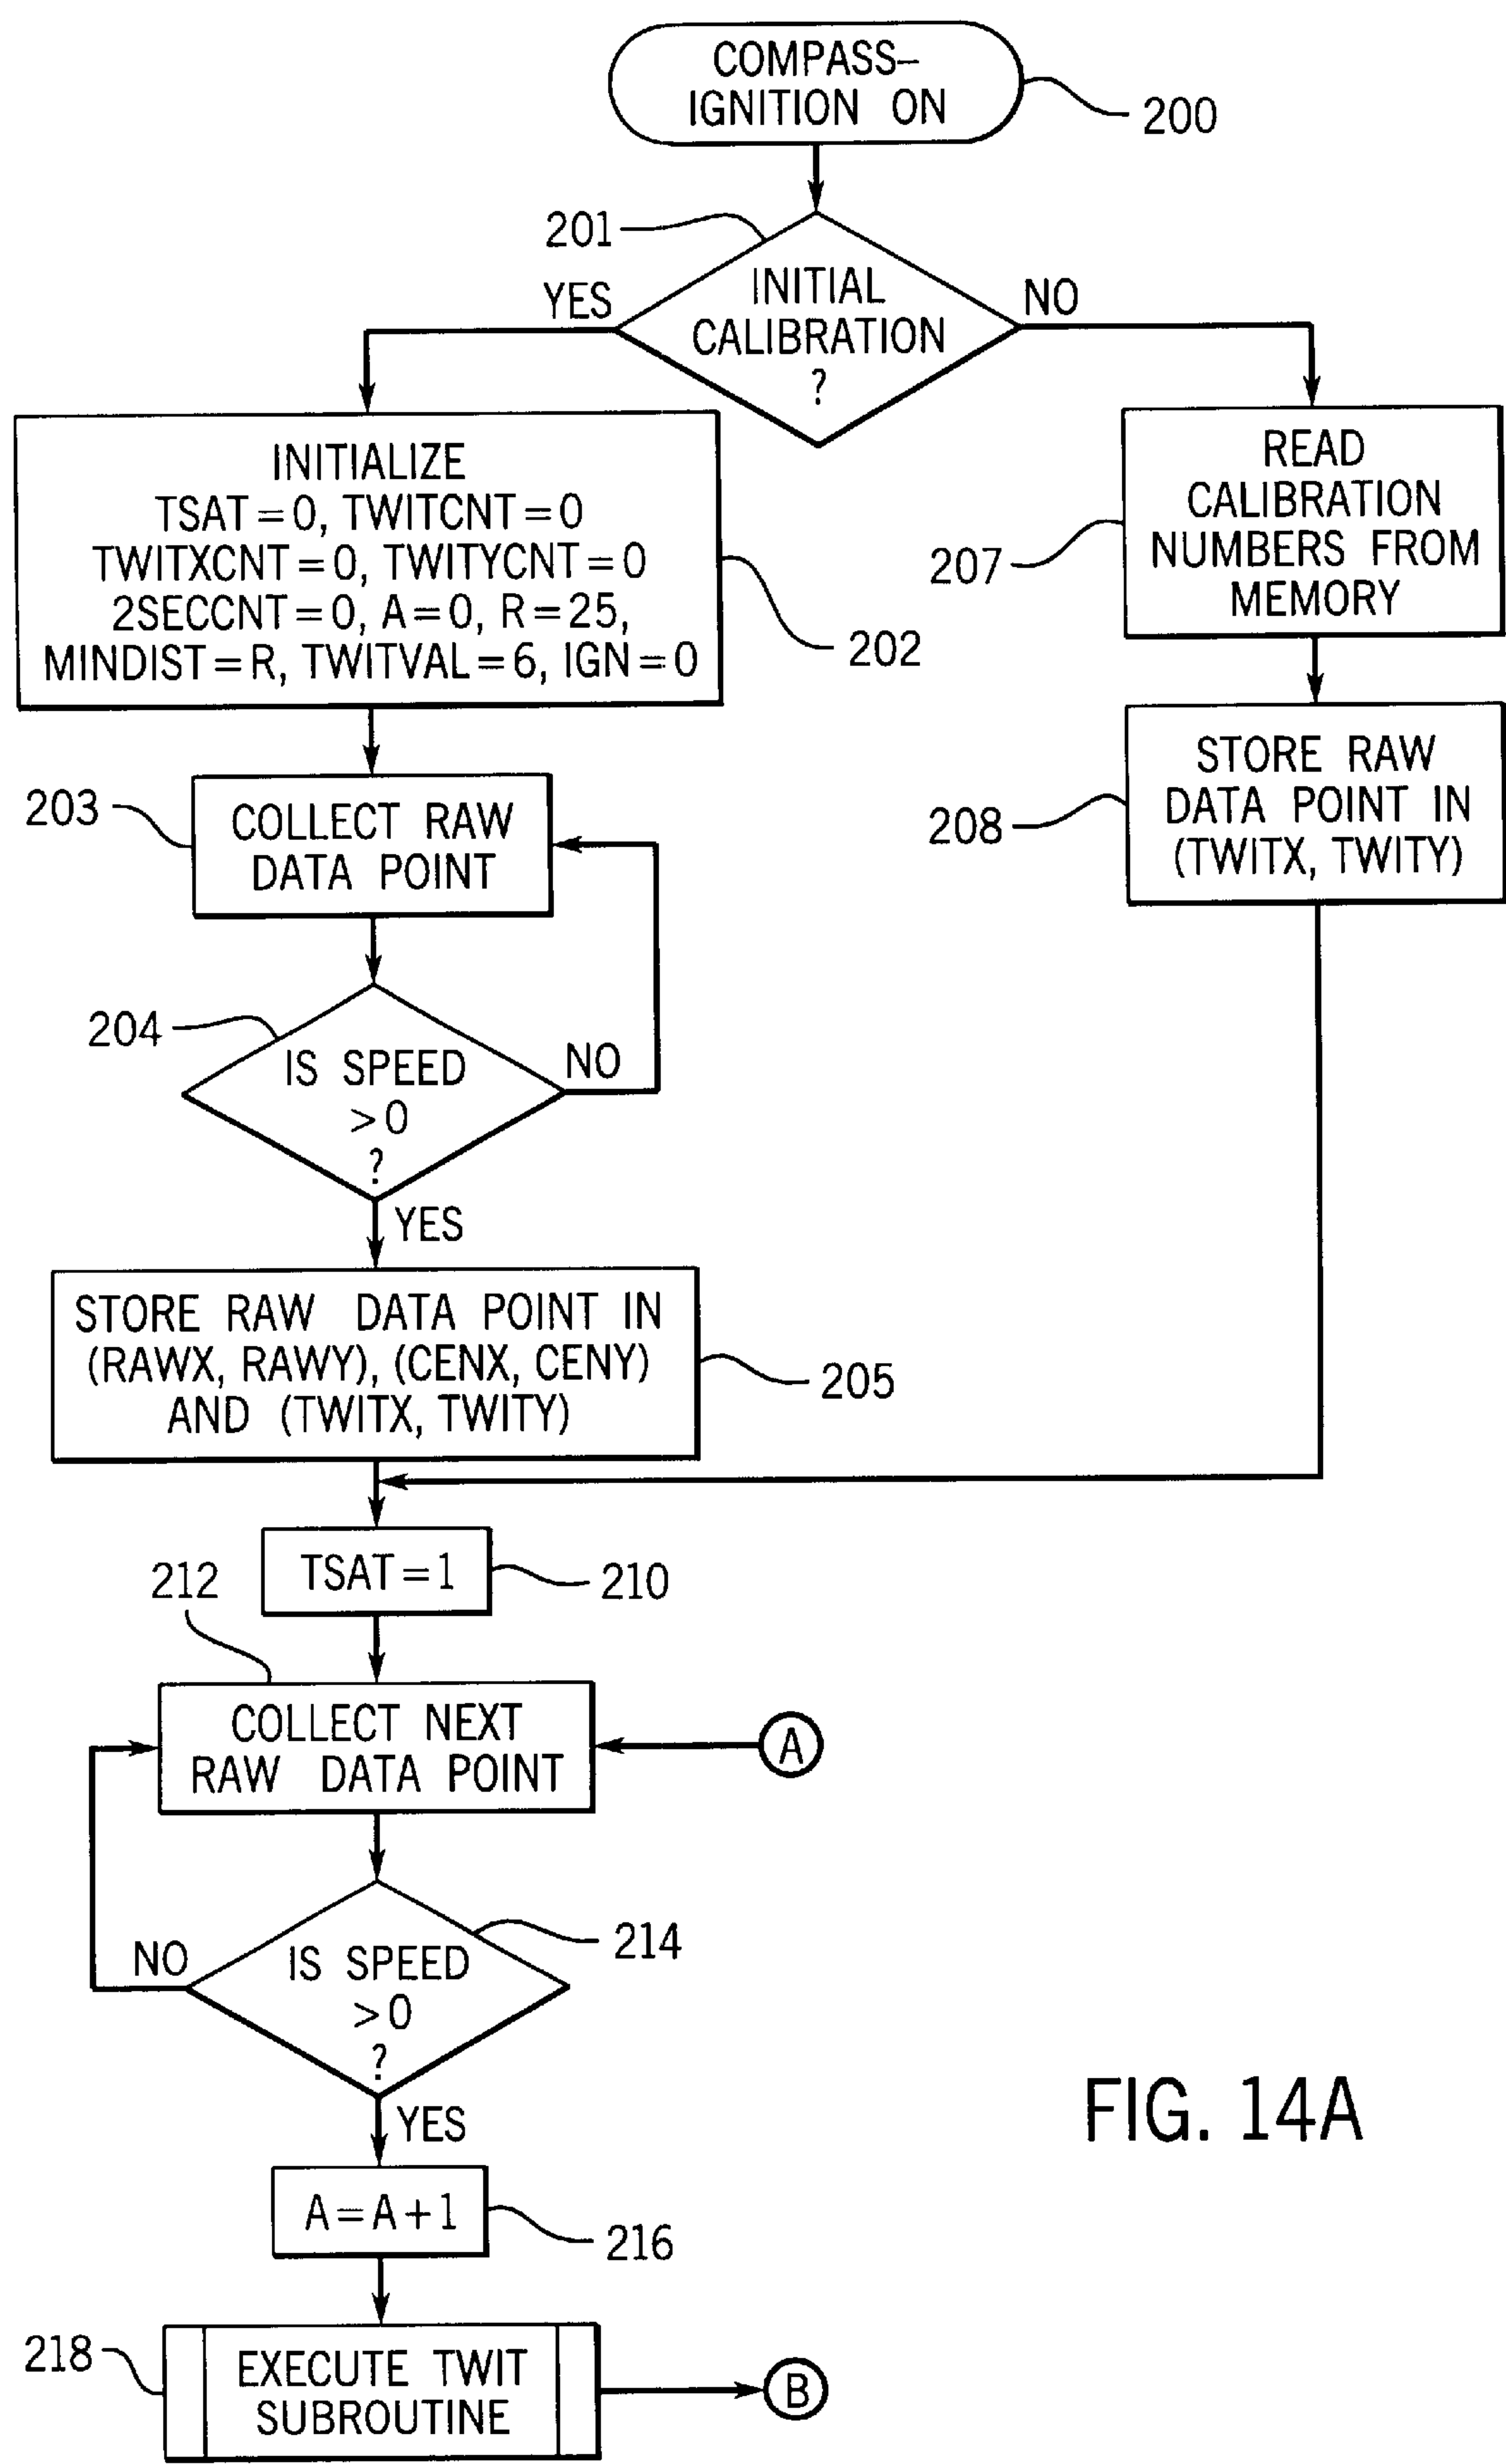 COMPASS–
IGNITION ON
200
201
INITIAL
CALIBRATION
?
YES
NO
INITIALIZE
TSAT=0, TWITCNT=0
TWITXCNT=0, TWITYCNT=0
2SECCNT=0, A=0, R=25,
MINDIST=R, TWITVAL=6, IGN=0
202
READ
CALIBRATION
NUMBERS FROM
MEMORY
207
203
COLLECT RAW
DATA POINT
STORE RAW
DATA POINT IN
(TWITX, TWITY)
208
204
IS SPEED
>0
?
NO
YES
STORE RAW DATA POINT IN
(RAWX, RAWY), (CENX, CENY)
AND (TWITX, TWITY)
205
TSAT=1
210
212
COLLECT NEXT
RAW DATA POINT
A
IS SPEED
>0
?
214
NO
YES
A=A+1
216
218
EXECUTE TWIT
SUBROUTINE
B
FIG. 14A